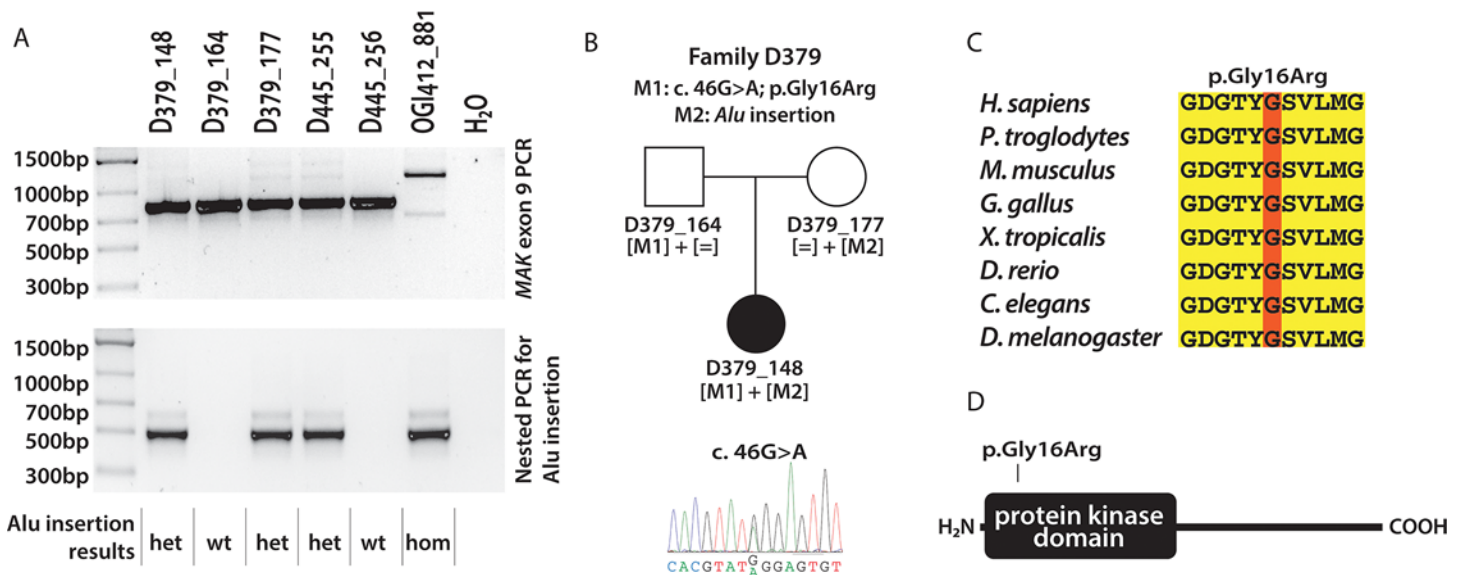 A
D379_148
D379_164
D379_177
D445_255
D445_256
OGI412_881
H₂O
1500bp
1000bp
700bp
500bp
300bp
MAK exon 9 PCR
1500bp
1000bp
700bp
500bp
300bp
Nested PCR for
Alu insertion
Alu insertion
results
het
wt
het
het
wt
hom
B
Family D379
M1: c. 46G>A; p.Gly16Arg
M2: Alu insertion
D379_164
[M1] + [=]
D379_177
[=] + [M2]
D379_148
[M1] + [M2]
c. 46G>A
CACGTATGGGAGTGT
A
C
p.Gly16Arg
H. sapiens GDGTYGSVLMG
P. troglodytes GDGTYGSVLMG
M. musculus GDGTYGSVLMG
G. gallus GDGTYGSVLMG
X. tropicalis GDGTYGSVLMG
D. rerio GDGTYGSVLMG
C. elegans GDGTYGSVLMG
D. melanogaster GDGTYGSVLMG
D
p.Gly16Arg
H₂N
protein kinase
domain
COOH